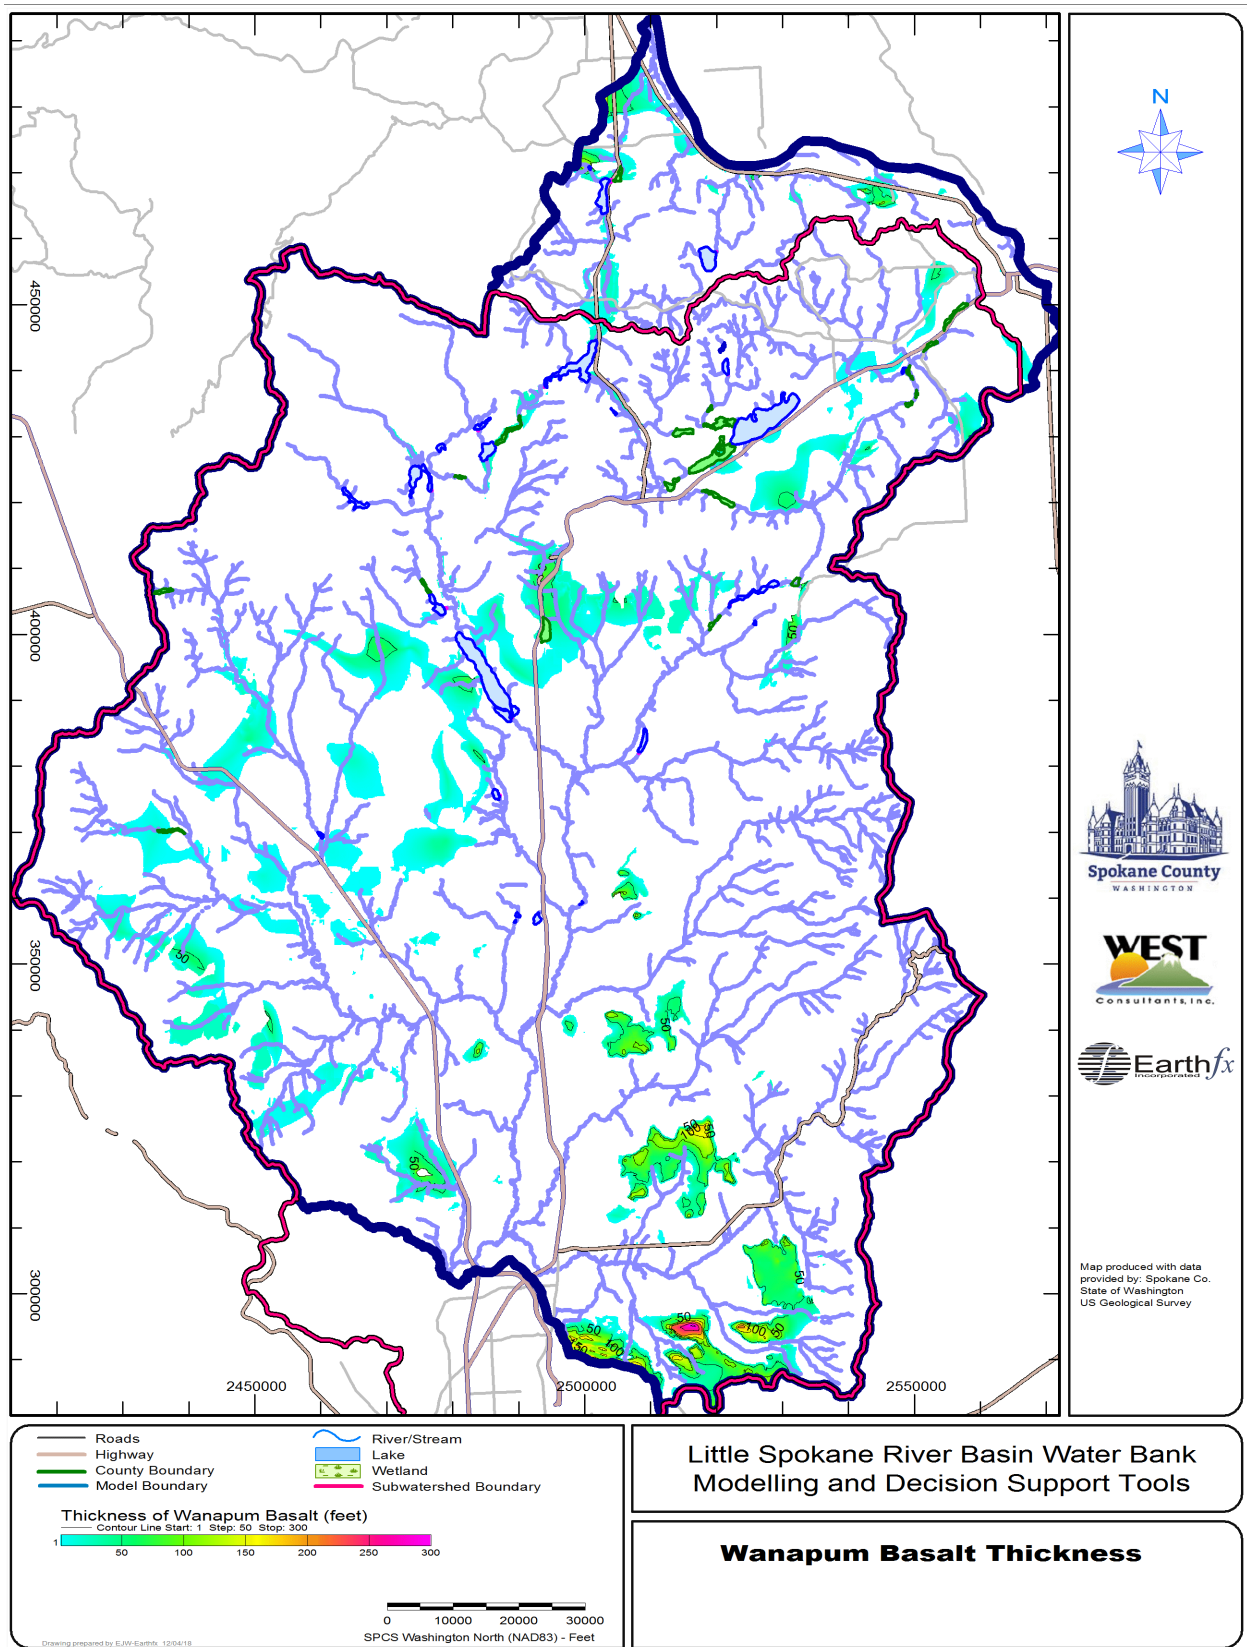 N
4500000
400000
350000
300000
2450000
2500000
2550000
50
50
50
50
50
100
50
50
50
100
50
50
100
50
Spokane County
WASHINGTON
WEST
Consultants, Inc.
Earthfx
Incorporated
Map produced with data
provided by: Spokane Co.
State of Washington
US Geological Survey
Roads
Highway
County Boundary
Model Boundary
River/Stream
Lake
Wetland
Subwatershed Boundary
Thickness of Wanapum Basalt (feet)
Contour Line Start: 1 Step: 50 Stop: 300
1
50 100 150 200 250 300
0 10000 20000 30000
SPCS Washington North (NAD83) - Feet
Drawing prepared by EJW-Earthfx 12/04/18
Little Spokane River Basin Water Bank
Modelling and Decision Support Tools
Wanapum Basalt Thickness